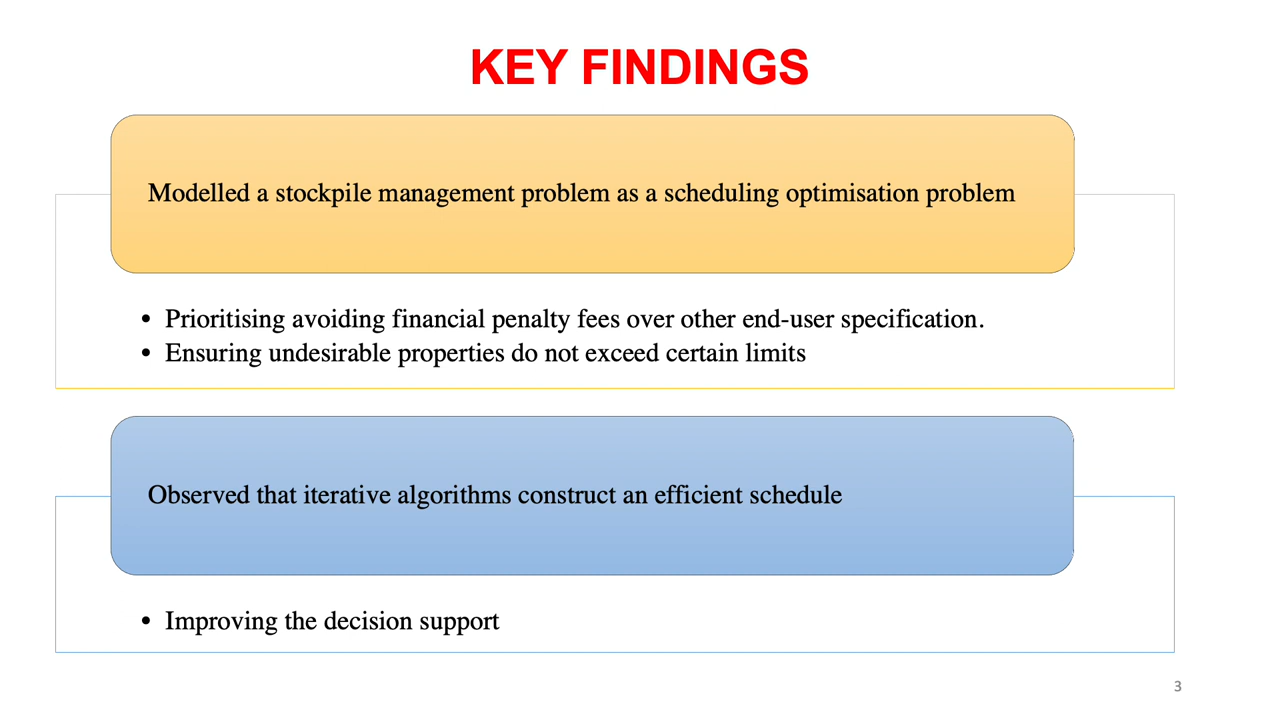 KEY FINDINGS
Modelled a stockpile management problem as a scheduling optimisation problem
• Prioritising avoiding financial penalty fees over other end-user specification.
• Ensuring undesirable properties do not exceed certain limits
Observed that iterative algorithms construct an efficient schedule
• Improving the decision support
3